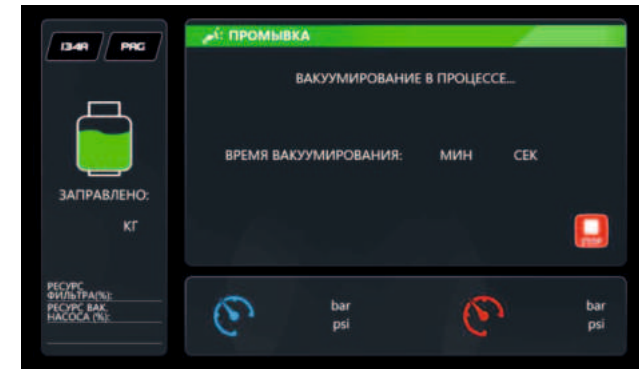 134A PAG
ЗАПРАВЛЕНО:
КГ
РЕСУРС
ФИЛЬТРА(%):
РЕСУРС ВАК.
НАСОСА (%):
ПРОМЫВКА
ВАКУУМИРОВАНИЕ В ПРОЦЕССЕ...
ВРЕМЯ ВАКУУМИРОВАНИЯ: МИН СЕК
STOP
bar bar
psi psi